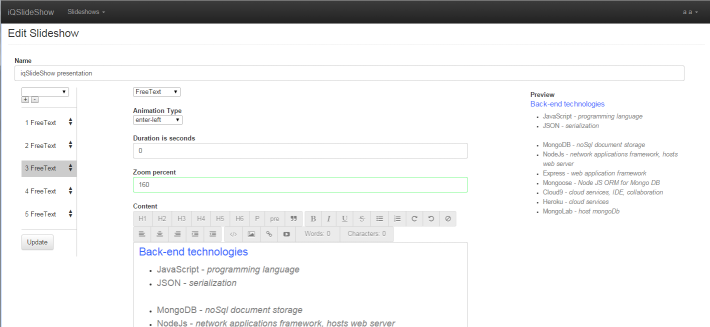 iQSlideShow Slideshows a a
Edit Slideshow
Name
iqSlideShow presentation
+ -
1 FreeText
2 FreeText
3 FreeText
4 FreeText
5 FreeText
Update
FreeText
Animation Type
enter-left
Duration is seconds
0
Zoom percent
160
Content
H1 H2 H3 H4 H5 H6 P pre ❞ B I U S
</> Words: 0 Characters: 0
Back-end technologies
• JavaScript - programming language
• JSON - serialization
• MongoDB - noSql document storage
• NodeJs - network applications framework, hosts web server
Preview
Back-end technologies
• JavaScript - programming language
• JSON - serialization
• MongoDB - noSql document storage
• NodeJs - network applications framework, hosts
web server
• Express - web application framework
• Mongoose - Node JS ORM for Mongo DB
• Cloud9 - cloud services, IDE, collaboration
• Heroku - cloud services
• MongoLab - host mongoDb